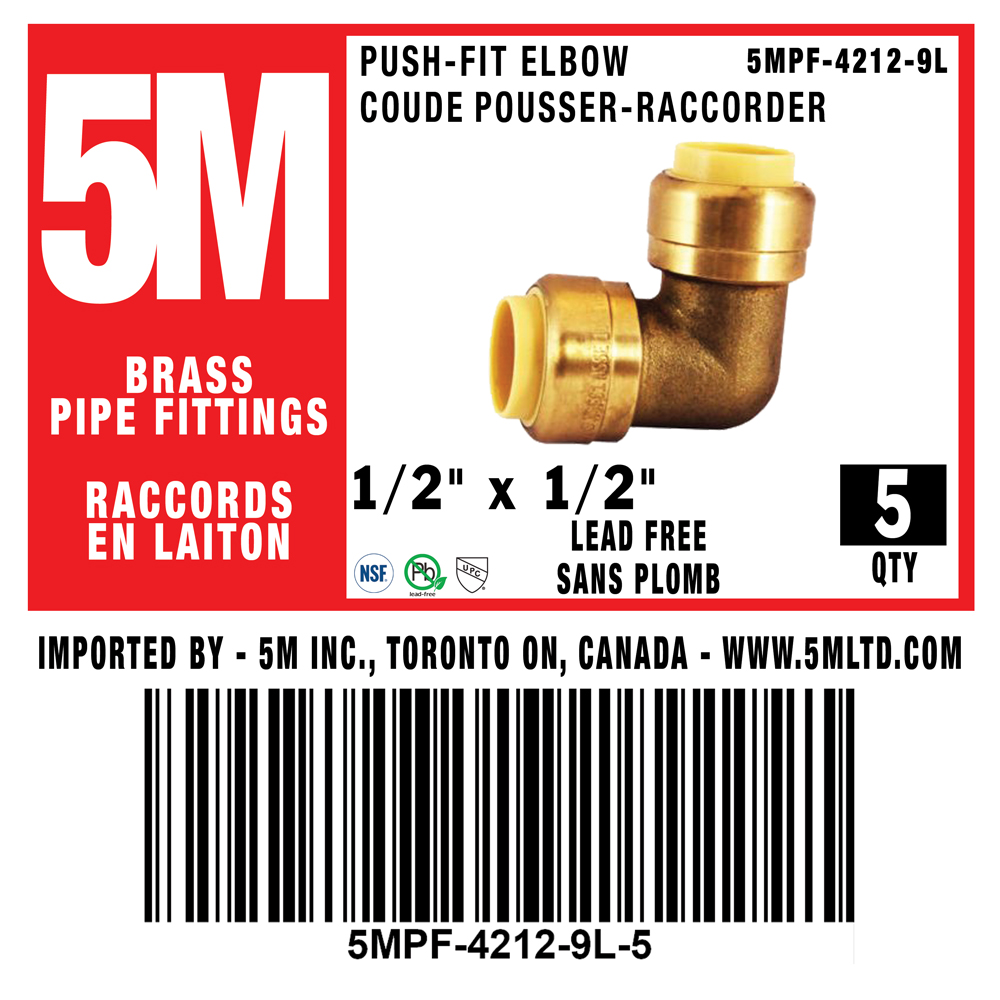 5M
BRASS
PIPE FITTINGS
RACCORDS
EN LAITON
PUSH-FIT ELBOW 5MPF-4212-9L
COUDE POUSSER-RACCORDER
1/2" x 1/2"
LEAD FREE
SANS PLOMB
NSF
Pb
lead-free
UPC
5
QTY
IMPORTED BY - 5M INC., TORONTO ON, CANADA - WWW.5MLTD.COM
5MPF-4212-9L-5